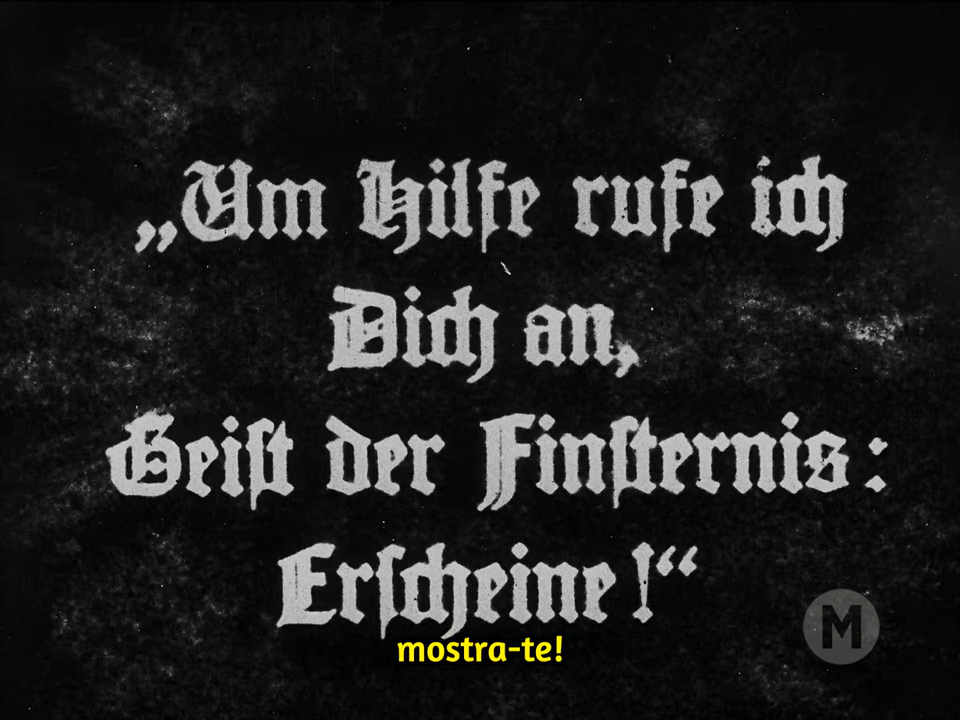 „Um Hilfe rufe ich
Dich an,
Geiſt der Finſternis:
Erſcheine!“
mostra-te!
M